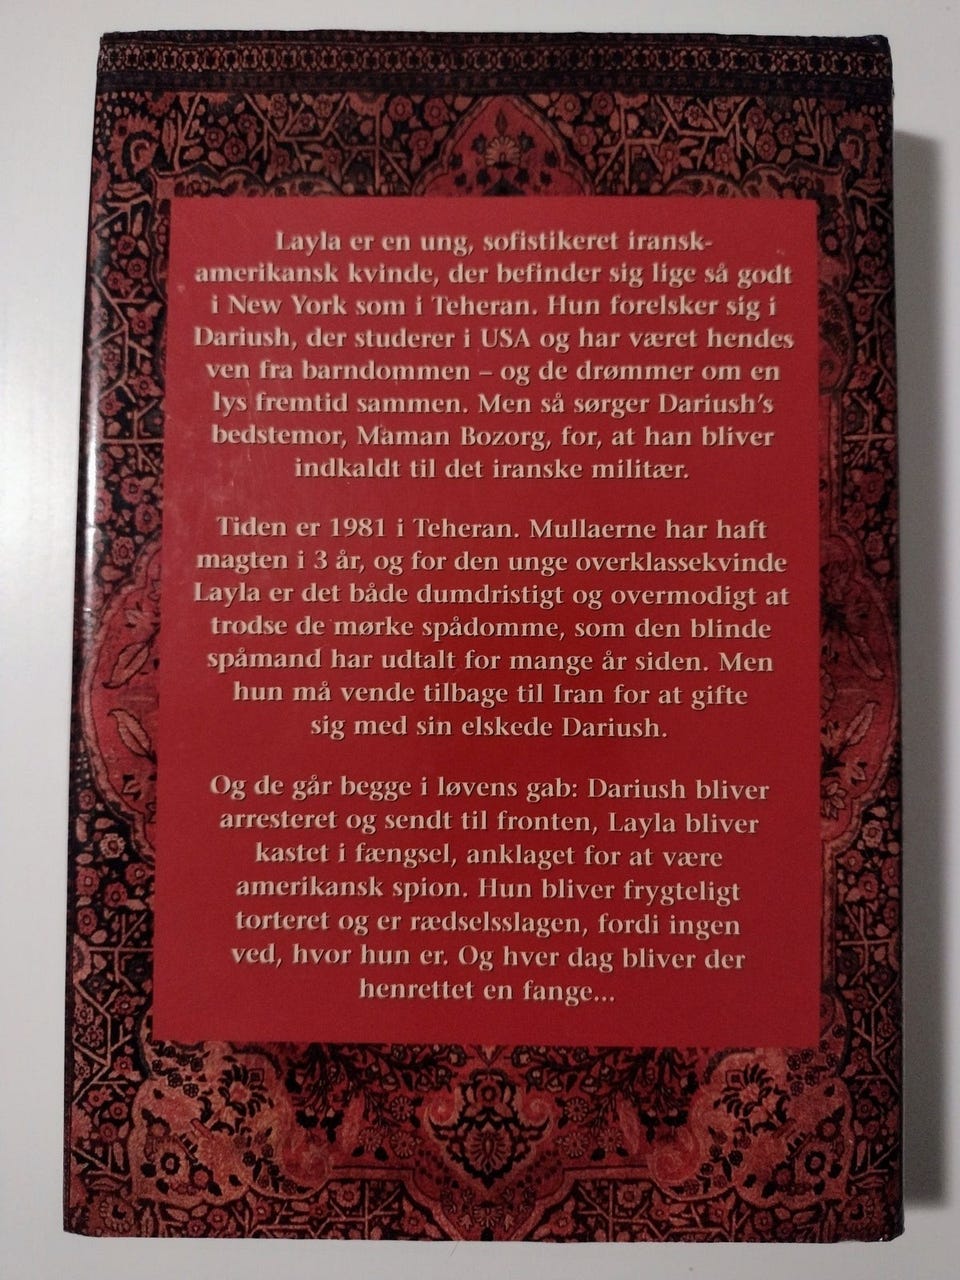 Layla er en ung, sofistikeret iransk-
amerikansk kvinde, der befinder sig lige så godt
i New York som i Teheran. Hun forelsker sig i
Dariush, der studerer i USA og har været hendes
ven fra barndommen – og de drømmer om en
lys fremtid sammen. Men så sørger Dariush's
bedstemor, Maman Bozorg, for, at han bliver
indkaldt til det iranske militær.
Tiden er 1981 i Teheran. Mullaerne har haft
magten i 3 år, og for den unge overklassekvinde
Layla er det både dumdristigt og overmodigt at
trodse de mørke spådomme, som den blinde
spåmand har udtalt for mange år siden. Men
hun må vende tilbage til Iran for at gifte
sig med sin elskede Dariush.
Og de går begge i løvens gab: Dariush bliver
arresteret og sendt til fronten, Layla bliver
kastet i fængsel, anklaget for at være
amerikansk spion. Hun bliver frygteligt
torteret og er rædselsslagen, fordi ingen
ved, hvor hun er. Og hver dag bliver der
henrettet en fange...